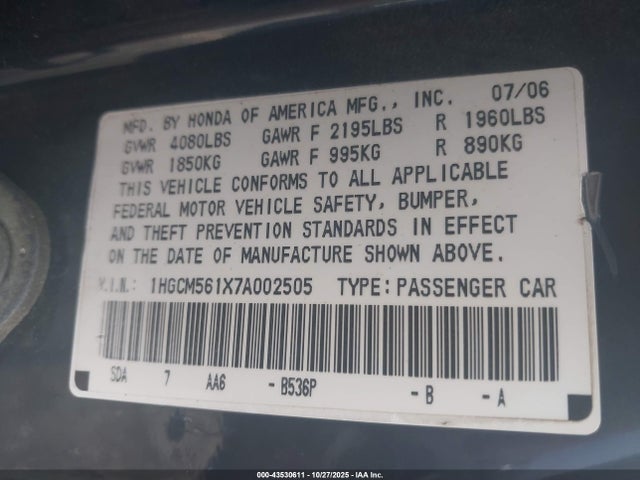 MFD. BY HONDA OF AMERICA MFG., INC. 07/06
GVWR 4080LBS GAWR F 2195LBS R 1960LBS
GVWR 1850KG GAWR F 995KG R 890KG
THIS VEHICLE CONFORMS TO ALL APPLICABLE
FEDERAL MOTOR VEHICLE SAFETY, BUMPER,
AND THEFT PREVENTION STANDARDS IN EFFECT
ON THE DATE OF MANUFACTURE SHOWN ABOVE.
V.I.N.: 1HGCM561X7A002505 TYPE: PASSENGER CAR
SDA 7 AA6 -B536P -B -A
000-43530611 - 10/27/2025 - IAA Inc.